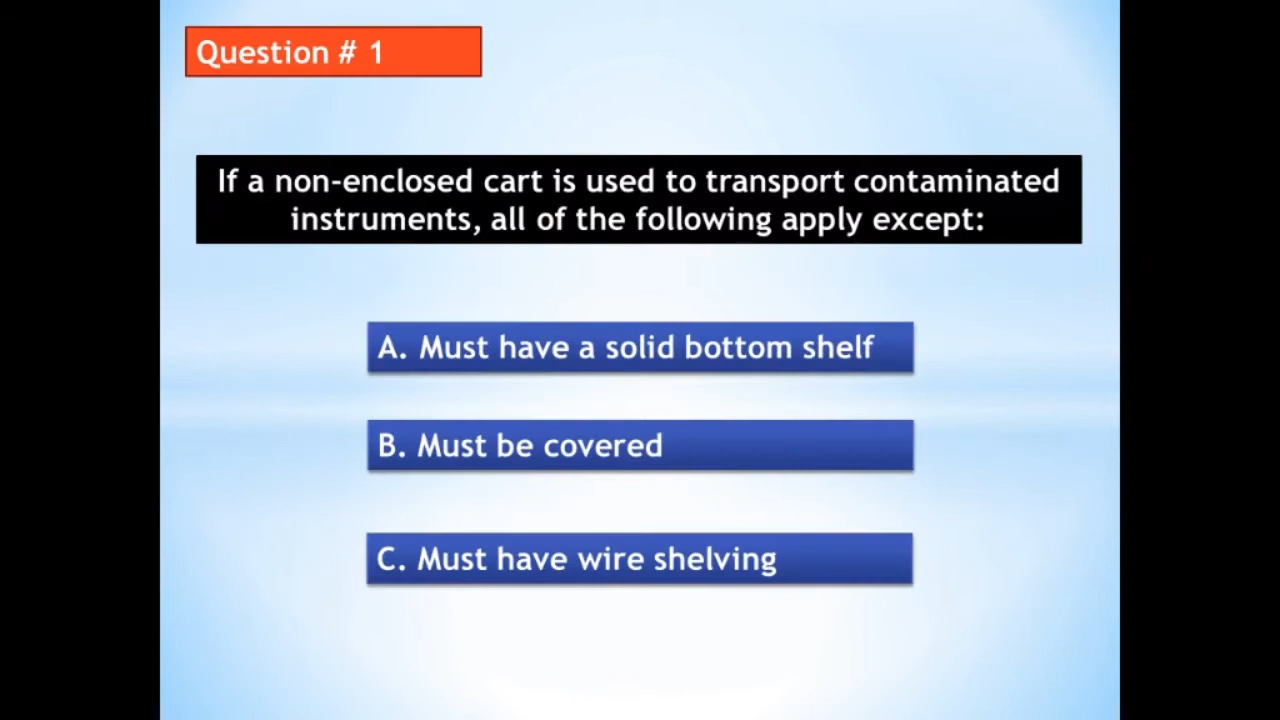 Question # 1
If a non-enclosed cart is used to transport contaminated
instruments, all of the following apply except:
A. Must have a solid bottom shelf
B. Must be covered
C. Must have wire shelving